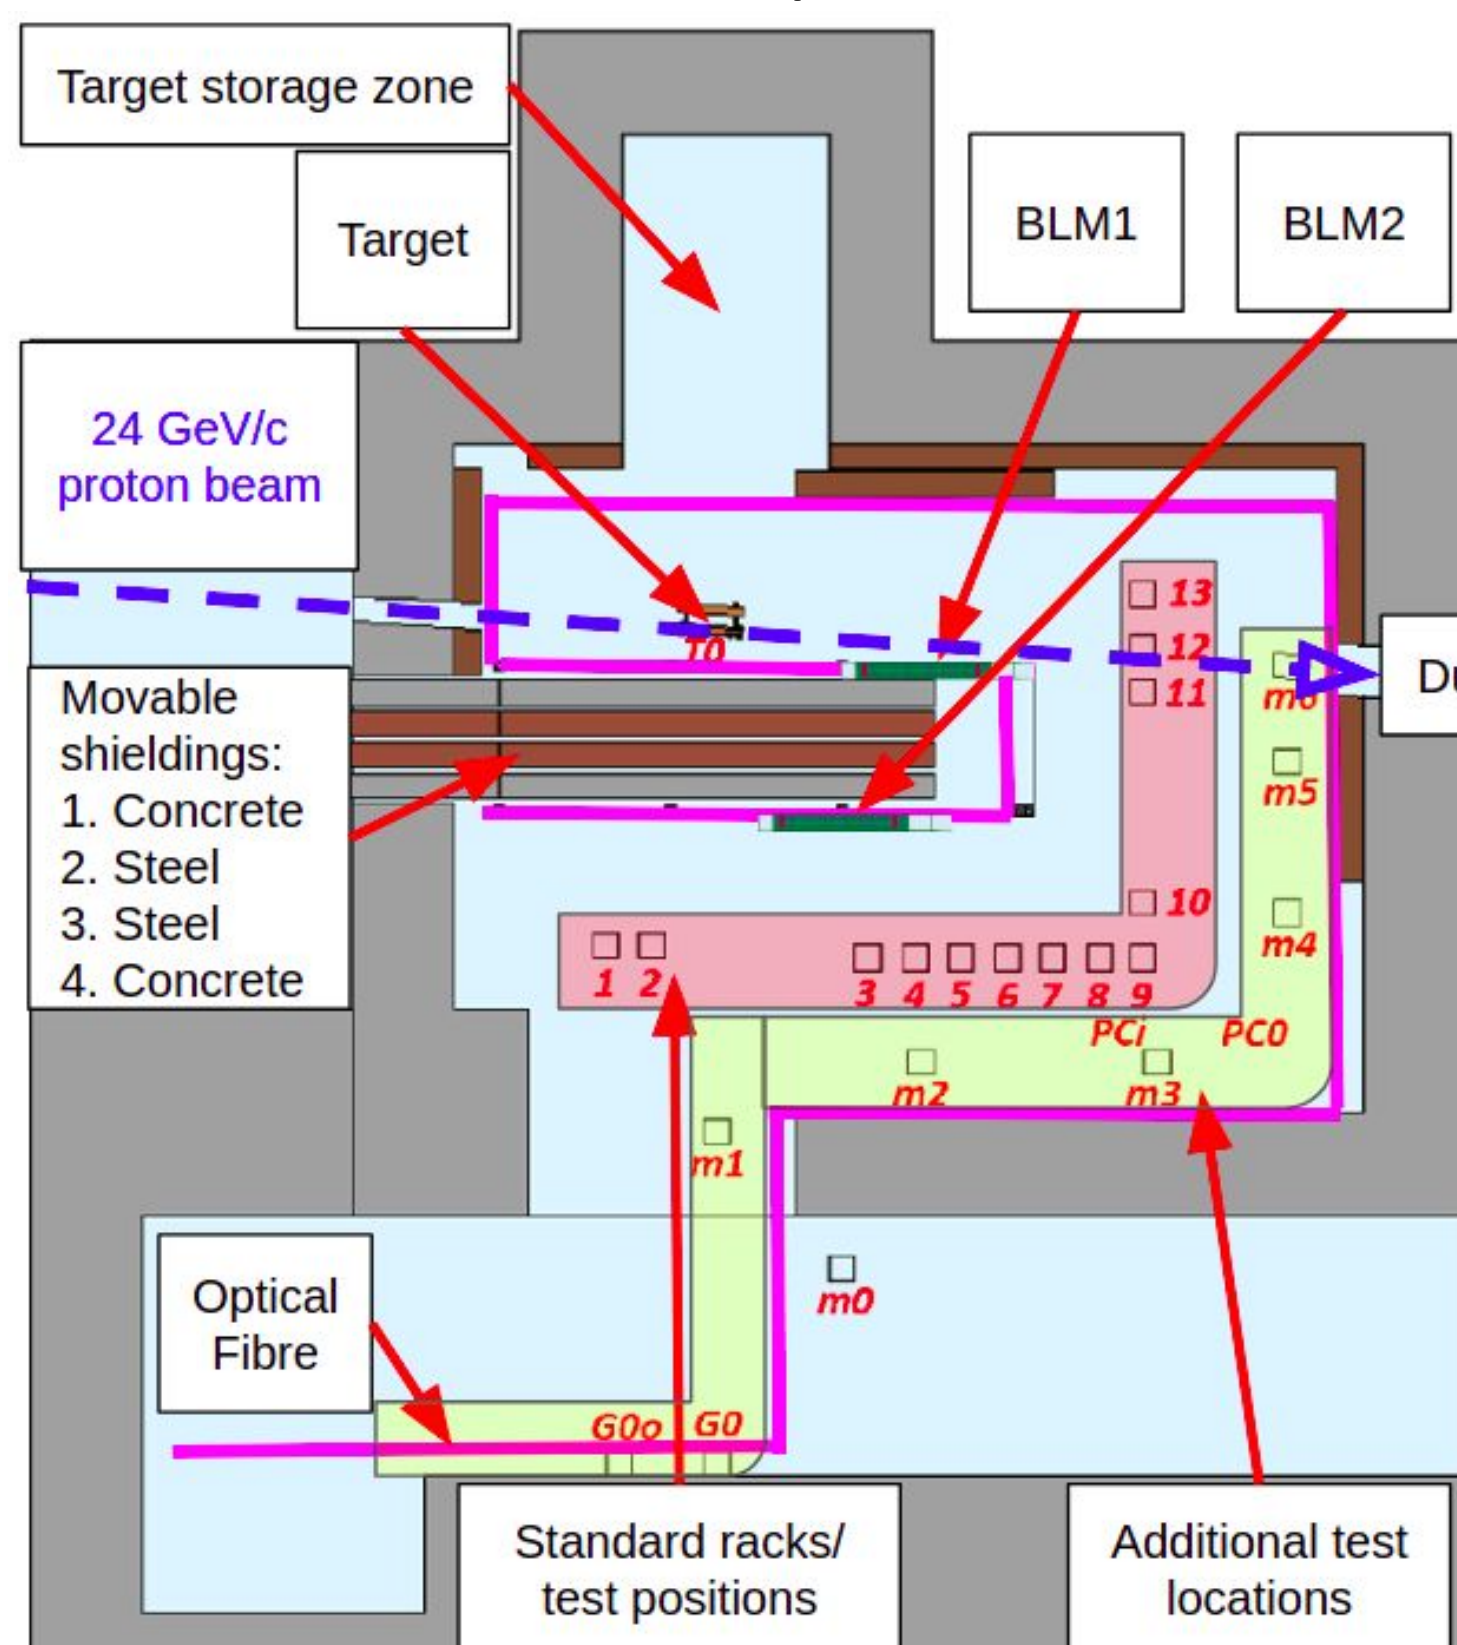 Target storage zone
Target
BLM1
BLM2
24 GeV/c
proton beam
13
T0
12
11
m6
Du
Movable
shieldings:
1. Concrete
2. Steel
3. Steel
4. Concrete
m5
10
m4
1 2 3 4 5 6 7 8 9
PCi PC0
m2 m3
m1
m0
Optical
Fibre
G0o G0
Standard racks/
test positions
Additional test
locations